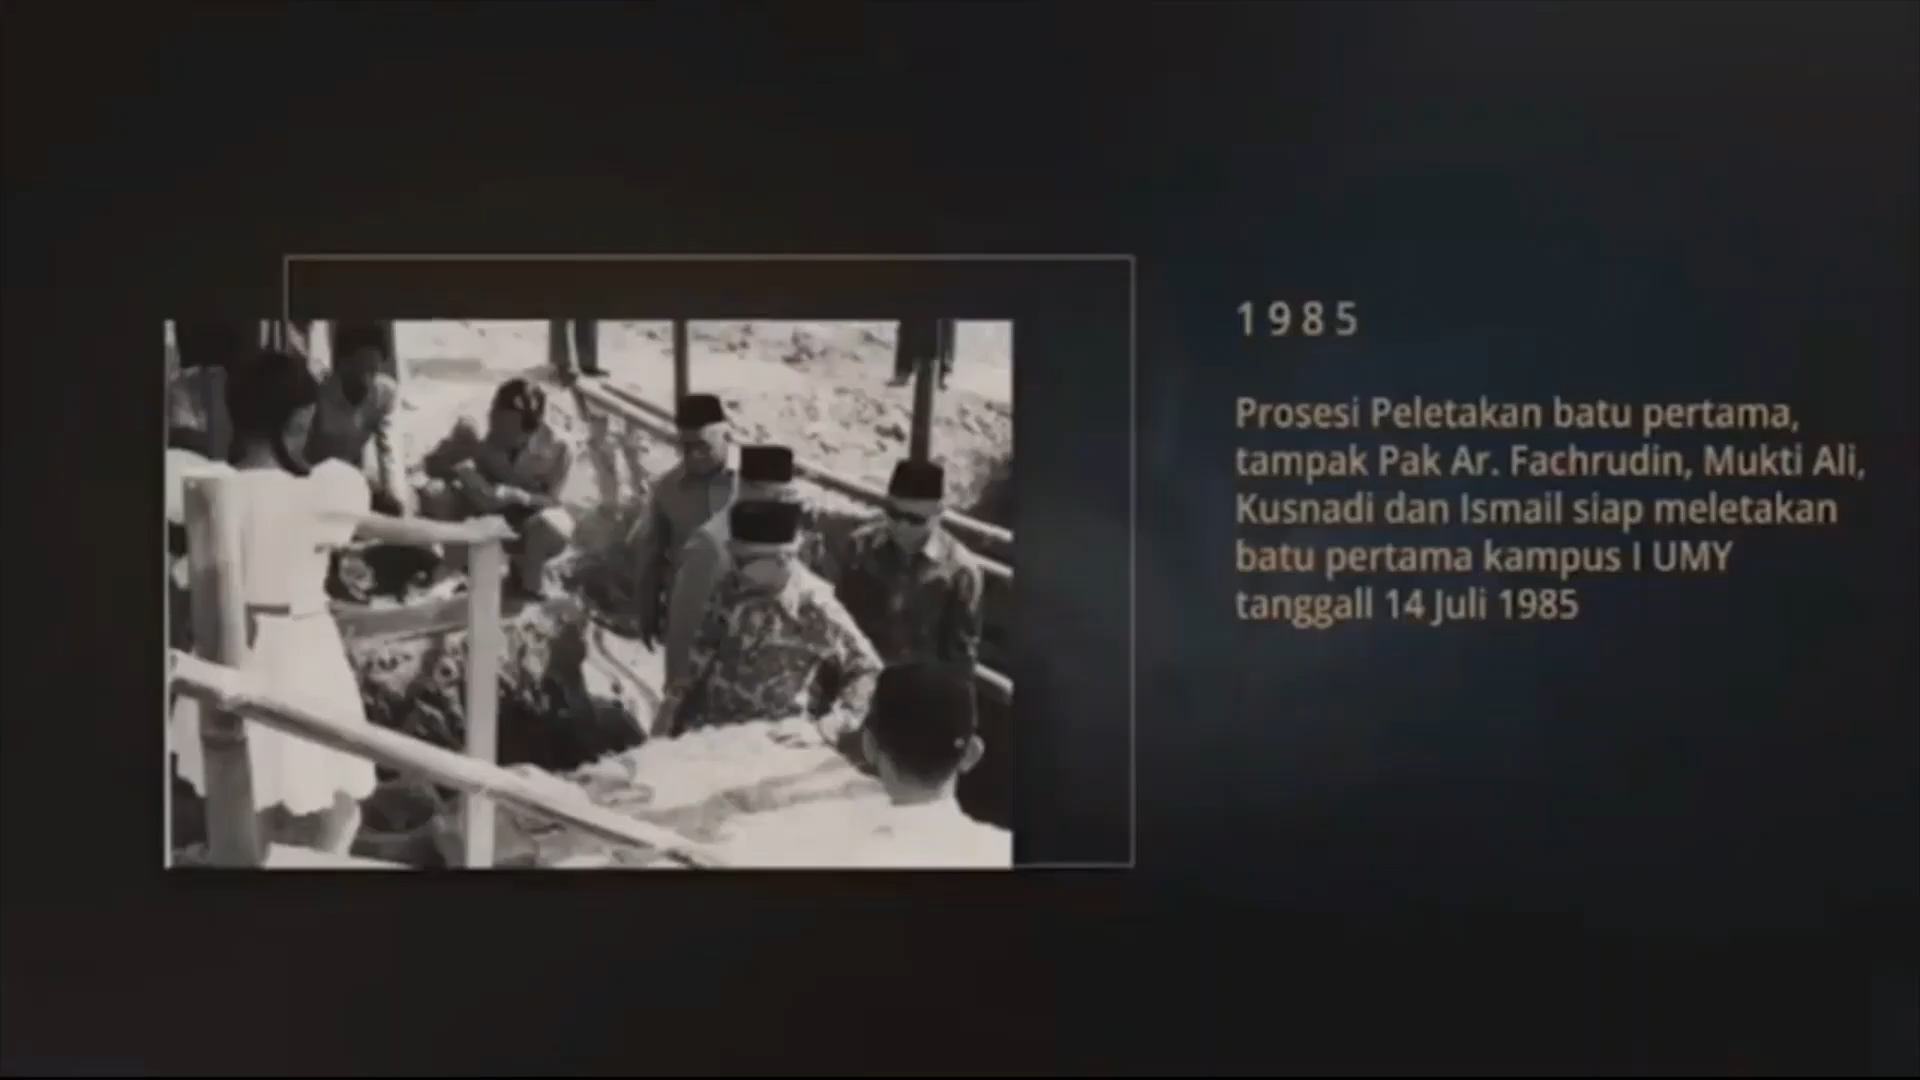 1985
Prosesi Peletakan batu pertama,
tampak Pak Ar. Fachrudin, Mukti Ali,
Kusnadi dan Ismail siap meletakan
batu pertama kampus I UMY
tanggall 14 Juli 1985